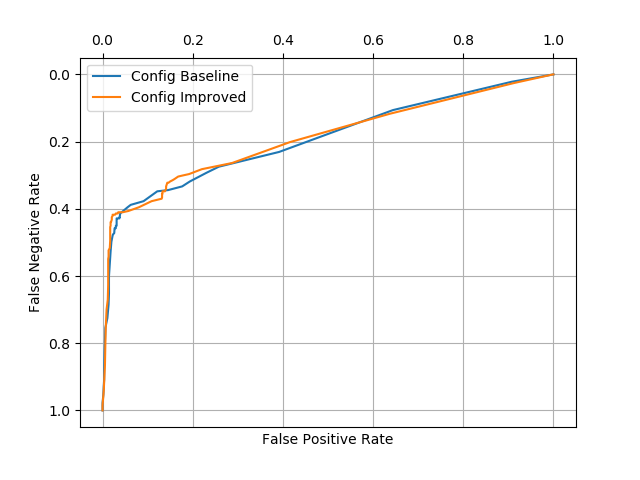 0.0 0.2 0.4 0.6 0.8 1.0
Config Baseline
Config Improved
0.0
0.2
0.4
0.6
0.8
1.0
False Negative Rate
False Positive Rate